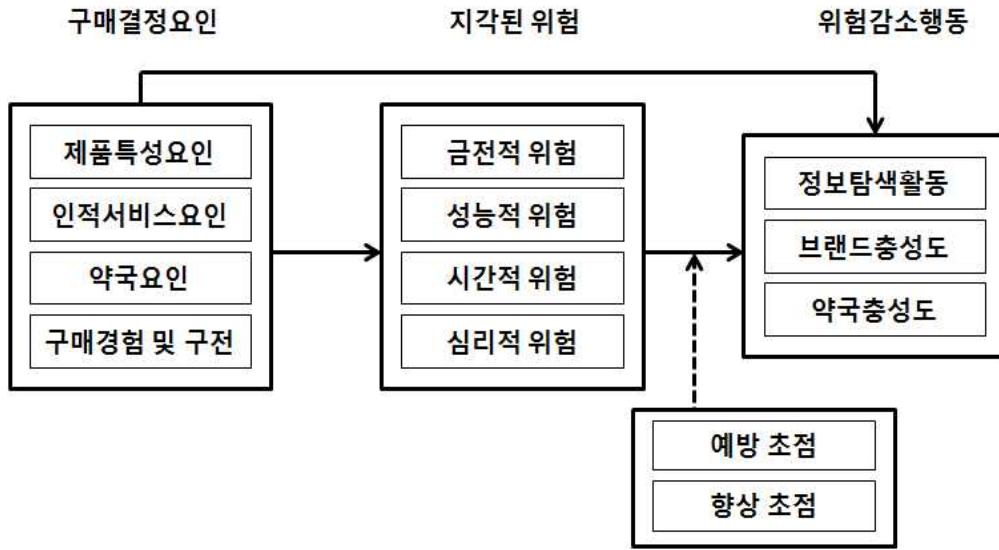 구매결정요인
지각된 위험
위험감소행동
제품특성요인
인적서비스요인
약국요인
구매경험 및 구전
금전적 위험
성능적 위험
시간적 위험
심리적 위험
정보탐색활동
브랜드충성도
약국충성도
예방 초점
향상 초점